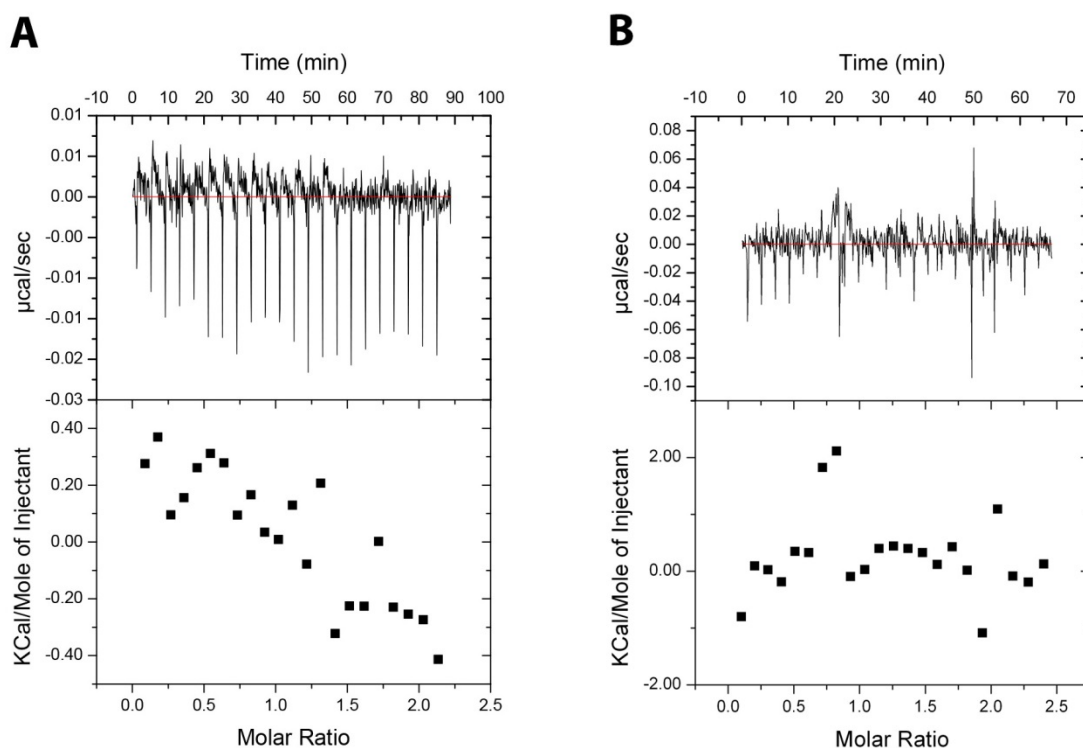 A
Time (min)
-10 0 10 20 30 40 50 60 70 80 90 100
0.01
0.01
0.00
-0.00
-0.01
-0.01
-0.02
-0.03
µcal/sec
0.40
0.20
0.00
-0.20
-0.40
KCal/Mole of Injectant
0.0 0.5 1.0 1.5 2.0 2.5
Molar Ratio
B
Time (min)
-10 0 10 20 30 40 50 60 70
0.08
0.06
0.04
0.02
0.00
-0.02
-0.04
-0.06
-0.08
-0.10
µcal/sec
2.00
0.00
-2.00
KCal/Mole of Injectant
0.0 0.5 1.0 1.5 2.0 2.5
Molar Ratio